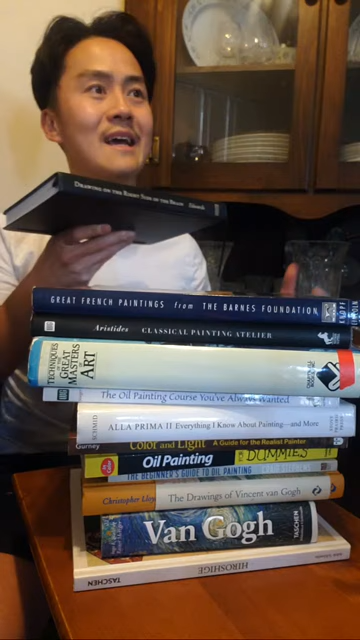 DRAWING ON THE RIGHT SIDE OF THE BRAIN Edwards
GREAT FRENCH PAINTINGS from THE BARNES FOUNDATION
KNOPF
Aristides CLASSICAL PAINTING ATELIER
TECHNIQUES OF THE GREAT MASTERS OF ART
The Oil Painting Course You've Always Wanted
SCHMID ALLA PRIMA II Everything I Know About Painting—and More
Gurney Color and Light A Guide for the Realist Painter
Oil Painting FOR DUMMIES
THE BEGINNER'S GUIDE TO OIL PAINTING
Christopher Lloyd The Drawings of Vincent van Gogh
Van Gogh TASCHEN
TASCHEN HIROSHIGE